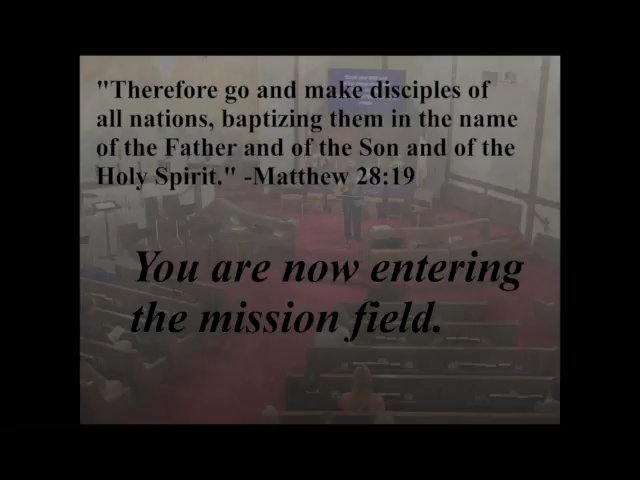 "Therefore go and make disciples of
all nations, baptizing them in the name
of the Father and of the Son and of the
Holy Spirit." -Matthew 28:19
You are now entering
the mission field.